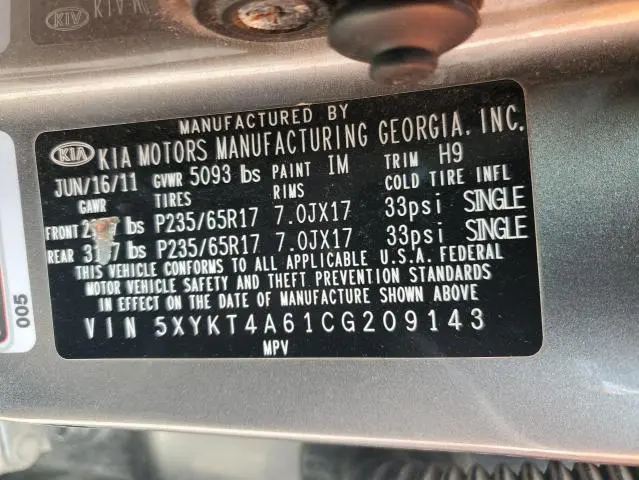 KIA
MANUFACTURED BY
KIA KIA MOTORS MANUFACTURING GEORGIA. INC.
JUN/16/11 GVWR 5093 lbs PAINT IM TRIM H9
GAWR TIRES RIMS COLD TIRE INFL
FRONT lbs P235/65R17 7.0JX17 33psi SINGLE
REAR lbs P235/65R17 7.0JX17 33psi SINGLE
THIS VEHICLE CONFORMS TO ALL APPLICABLE U.S.A. FEDERAL
MOTOR VEHICLE SAFETY AND THEFT PREVENTION STANDARDS
IN EFFECT ON THE DATE OF MANUFACTURE SHOWN ABOVE
VIN 5XYKT4A61CG209143
MPV
005